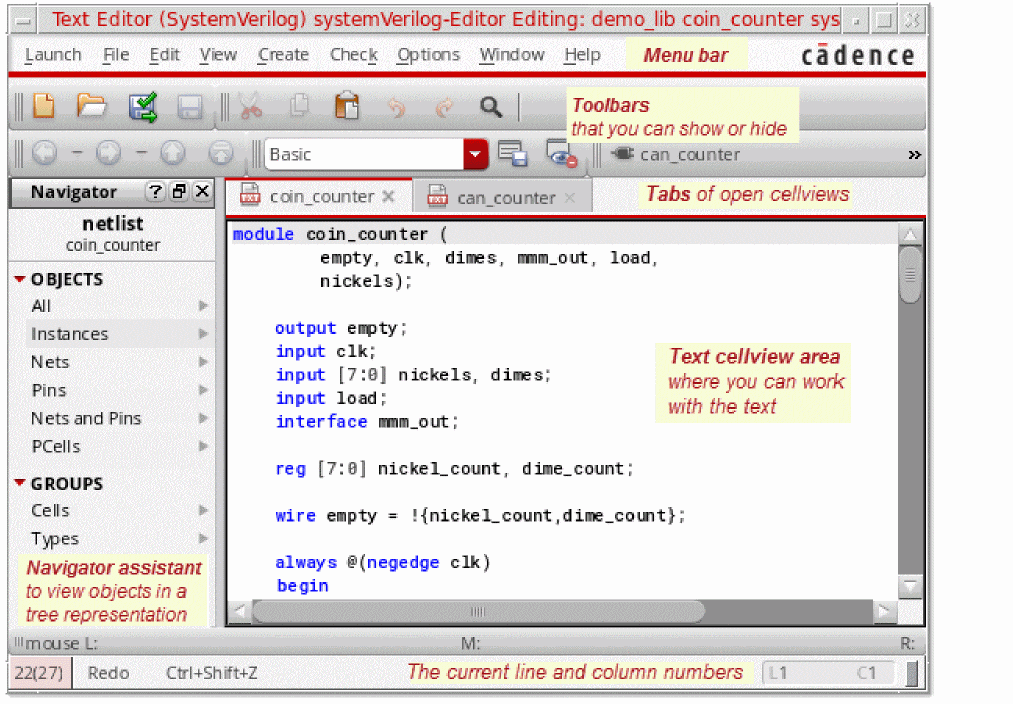 Text Editor (SystemVerilog) systemVerilog-Editor Editing: demo_lib coin_counter sys
Launch File Edit View Create Check Options Window Help Menu bar cādence
Toolbars
that you can show or hide
Basic can_counter »
Navigator ?
Tabs of open cellviews
coin_counter can_counter
netlist
coin_counter
OBJECTS
All
Instances
Nets
Pins
Nets and Pins
PCells
GROUPS
Cells
Types
Navigator assistant
to view objects in a
tree representation
module coin_counter (
empty, clk, dimes, mmm_out, load,
nickels);
output empty;
input clk;
input [7:0] nickels, dimes;
input load;
interface mmm_out;
reg [7:0] nickel_count, dime_count;
wire empty = !{nickel_count,dime_count};
always @(negedge clk)
begin
Text cellview area
where you can work
with the text
mouse L: M: R:
22(27) Redo Ctrl+Shift+Z The current line and column numbers L1 C1